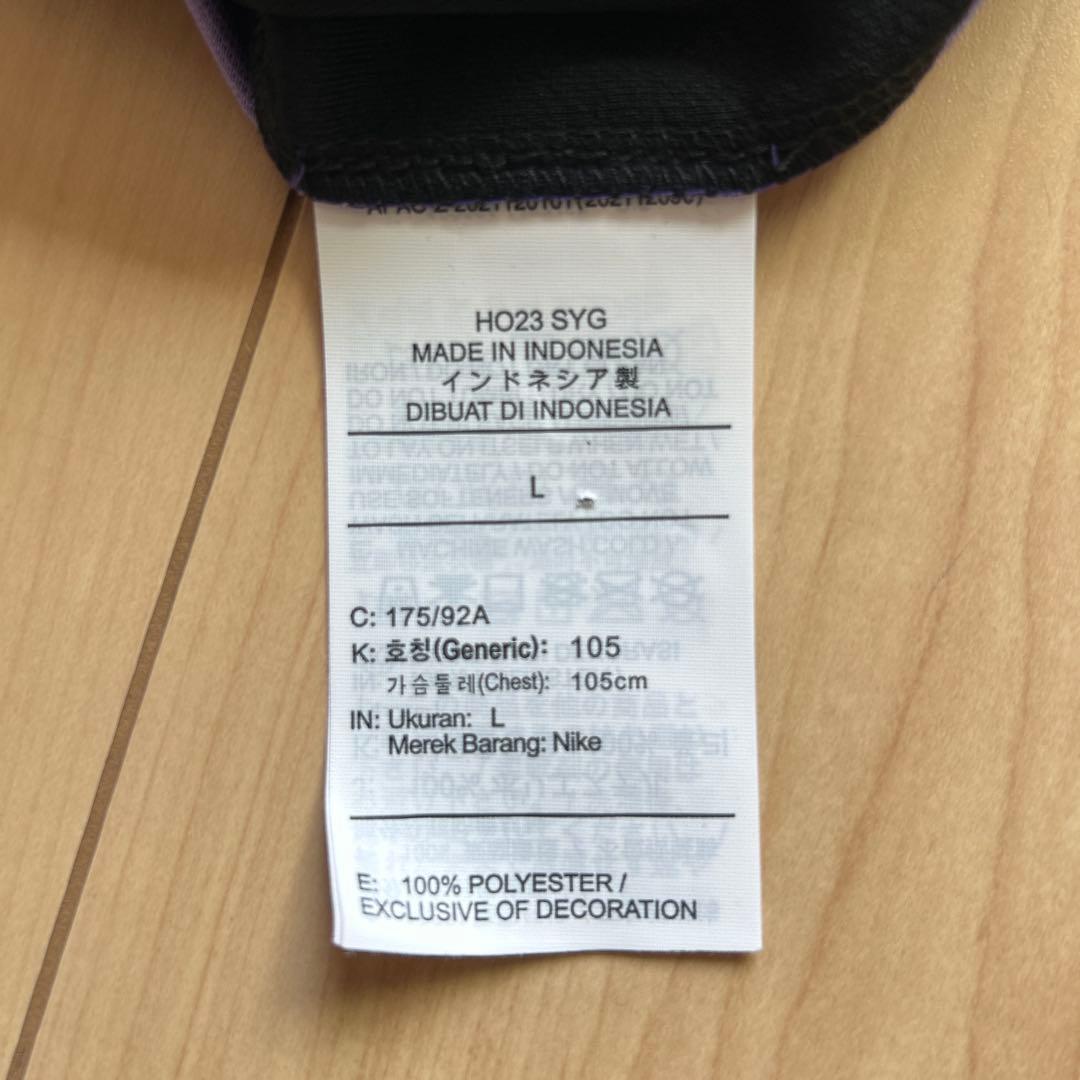 HO23 SYG
MADE IN INDONESIA
インドネシア製
DIBUAT DI INDONESIA
L
C: 175/92A
K: 호칭(Generic): 105
가슴둘레(Chest): 105cm
IN: Ukuran: L
Merek Barang: Nike
E: 100% POLYESTER /
EXCLUSIVE OF DECORATION